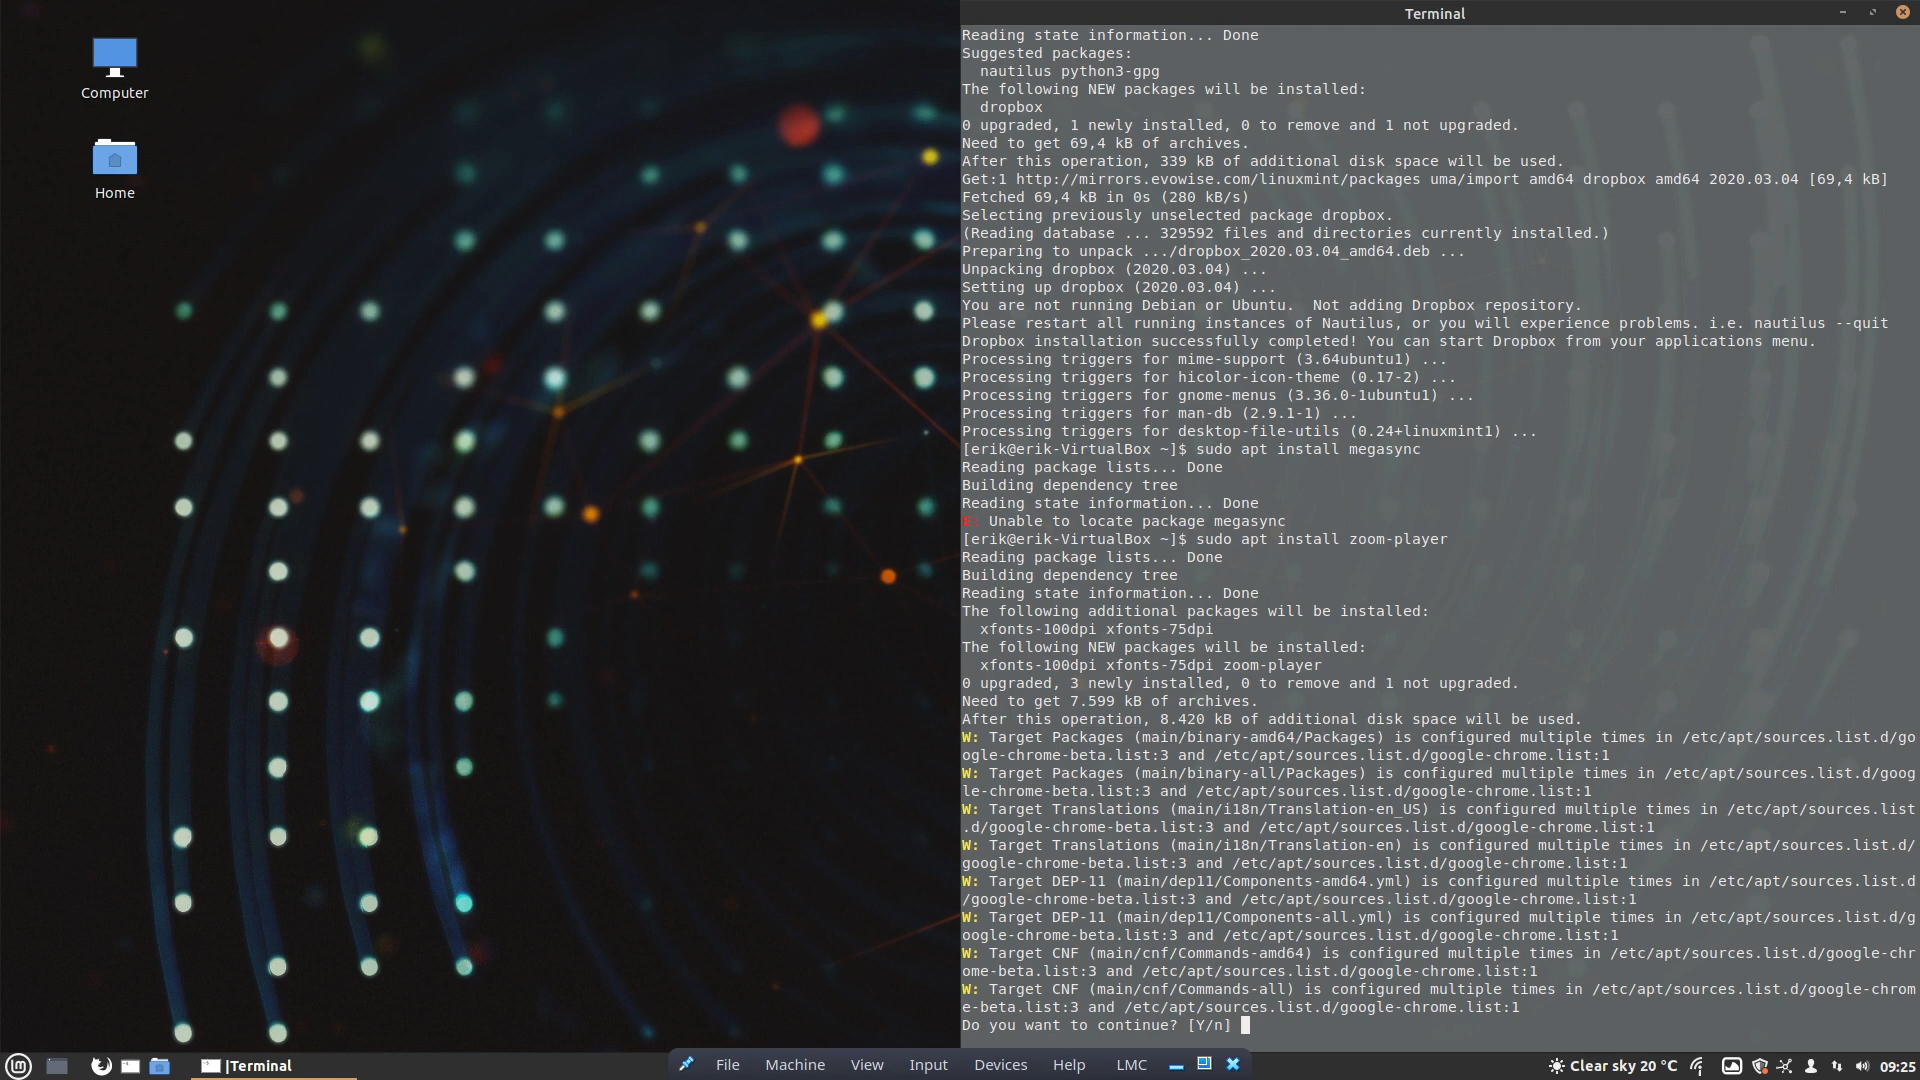 Computer
Home
Terminal
Reading state information... Done
Suggested packages:
  nautilus python3-gpg
The following NEW packages will be installed:
  dropbox
0 upgraded, 1 newly installed, 0 to remove and 1 not upgraded.
Need to get 69,4 kB of archives.
After this operation, 339 kB of additional disk space will be used.
Get:1 http://mirrors.evowise.com/linuxmint/packages uma/import amd64 dropbox amd64 2020.03.04 [69,4 kB]
Fetched 69,4 kB in 0s (280 kB/s)
Selecting previously unselected package dropbox.
(Reading database ... 329592 files and directories currently installed.)
Preparing to unpack .../dropbox_2020.03.04_amd64.deb ...
Unpacking dropbox (2020.03.04) ...
Setting up dropbox (2020.03.04) ...
You are not running Debian or Ubuntu.  Not adding Dropbox repository.
Please restart all running instances of Nautilus, or you will experience problems. i.e. nautilus --quit
Dropbox installation successfully completed! You can start Dropbox from your applications menu.
Processing triggers for mime-support (3.64ubuntu1) ...
Processing triggers for hicolor-icon-theme (0.17-2) ...
Processing triggers for gnome-menus (3.36.0-1ubuntu1) ...
Processing triggers for man-db (2.9.1-1) ...
Processing triggers for desktop-file-utils (0.24+linuxmint1) ...
[erik@erik-VirtualBox ~]$ sudo apt install megasync
Reading package lists... Done
Building dependency tree
Reading state information... Done
E: Unable to locate package megasync
[erik@erik-VirtualBox ~]$ sudo apt install zoom-player
Reading package lists... Done
Building dependency tree
Reading state information... Done
The following additional packages will be installed:
  xfonts-100dpi xfonts-75dpi
The following NEW packages will be installed:
  xfonts-100dpi xfonts-75dpi zoom-player
0 upgraded, 3 newly installed, 0 to remove and 1 not upgraded.
Need to get 7.599 kB of archives.
After this operation, 8.420 kB of additional disk space will be used.
W: Target Packages (main/binary-amd64/Packages) is configured multiple times in /etc/apt/sources.list.d/go
ogle-chrome-beta.list:3 and /etc/apt/sources.list.d/google-chrome.list:1
W: Target Packages (main/binary-all/Packages) is configured multiple times in /etc/apt/sources.list.d/goog
le-chrome-beta.list:3 and /etc/apt/sources.list.d/google-chrome.list:1
W: Target Translations (main/i18n/Translation-en_US) is configured multiple times in /etc/apt/sources.list
.d/google-chrome-beta.list:3 and /etc/apt/sources.list.d/google-chrome.list:1
W: Target Translations (main/i18n/Translation-en) is configured multiple times in /etc/apt/sources.list.d/
google-chrome-beta.list:3 and /etc/apt/sources.list.d/google-chrome.list:1
W: Target DEP-11 (main/dep11/Components-amd64.yml) is configured multiple times in /etc/apt/sources.list.d
/google-chrome-beta.list:3 and /etc/apt/sources.list.d/google-chrome.list:1
W: Target DEP-11 (main/dep11/Components-all.yml) is configured multiple times in /etc/apt/sources.list.d/g
oogle-chrome-beta.list:3 and /etc/apt/sources.list.d/google-chrome.list:1
W: Target CNF (main/cnf/Commands-amd64) is configured multiple times in /etc/apt/sources.list.d/google-chr
ome-beta.list:3 and /etc/apt/sources.list.d/google-chrome.list:1
W: Target CNF (main/cnf/Commands-all) is configured multiple times in /etc/apt/sources.list.d/google-chrom
e-beta.list:3 and /etc/apt/sources.list.d/google-chrome.list:1
Do you want to continue? [Y/n]
|Terminal
File Machine View Input Devices Help LMC
Clear sky 20 °C 09:25